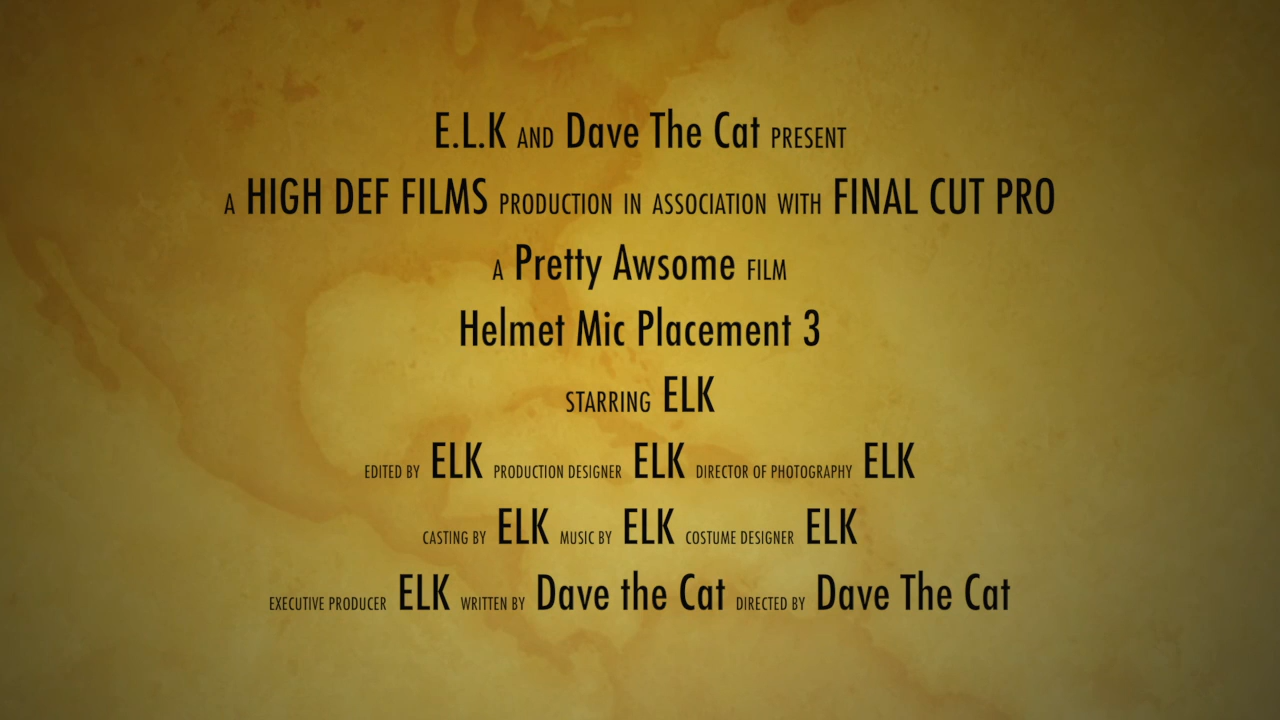 E.L.K AND Dave The Cat PRESENT
A HIGH DEF FILMS PRODUCTION IN ASSOCIATION WITH FINAL CUT PRO
A Pretty Awsome FILM
Helmet Mic Placement 3
STARRING ELK
EDITED BY ELK PRODUCTION DESIGNER ELK DIRECTOR OF PHOTOGRAPHY ELK
CASTING BY ELK MUSIC BY ELK COSTUME DESIGNER ELK
EXECUTIVE PRODUCER ELK WRITTEN BY Dave the Cat DIRECTED BY Dave The Cat